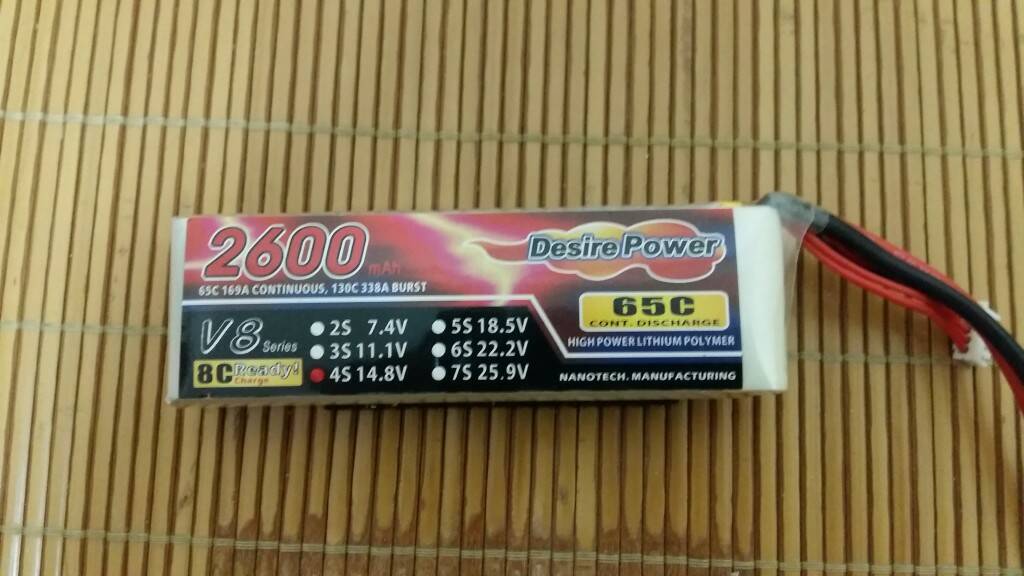 2600 mAh
65C 169A CONTINUOUS, 130C 338A BURST
Desire Power
65C
CONT. DISCHARGE
HIGH POWER LITHIUM POLYMER
NANOTECH. MANUFACTURING
V8 Series
8C Ready!
Charge
2S 7.4V
3S 11.1V
4S 14.8V
5S 18.5V
6S 22.2V
7S 25.9V